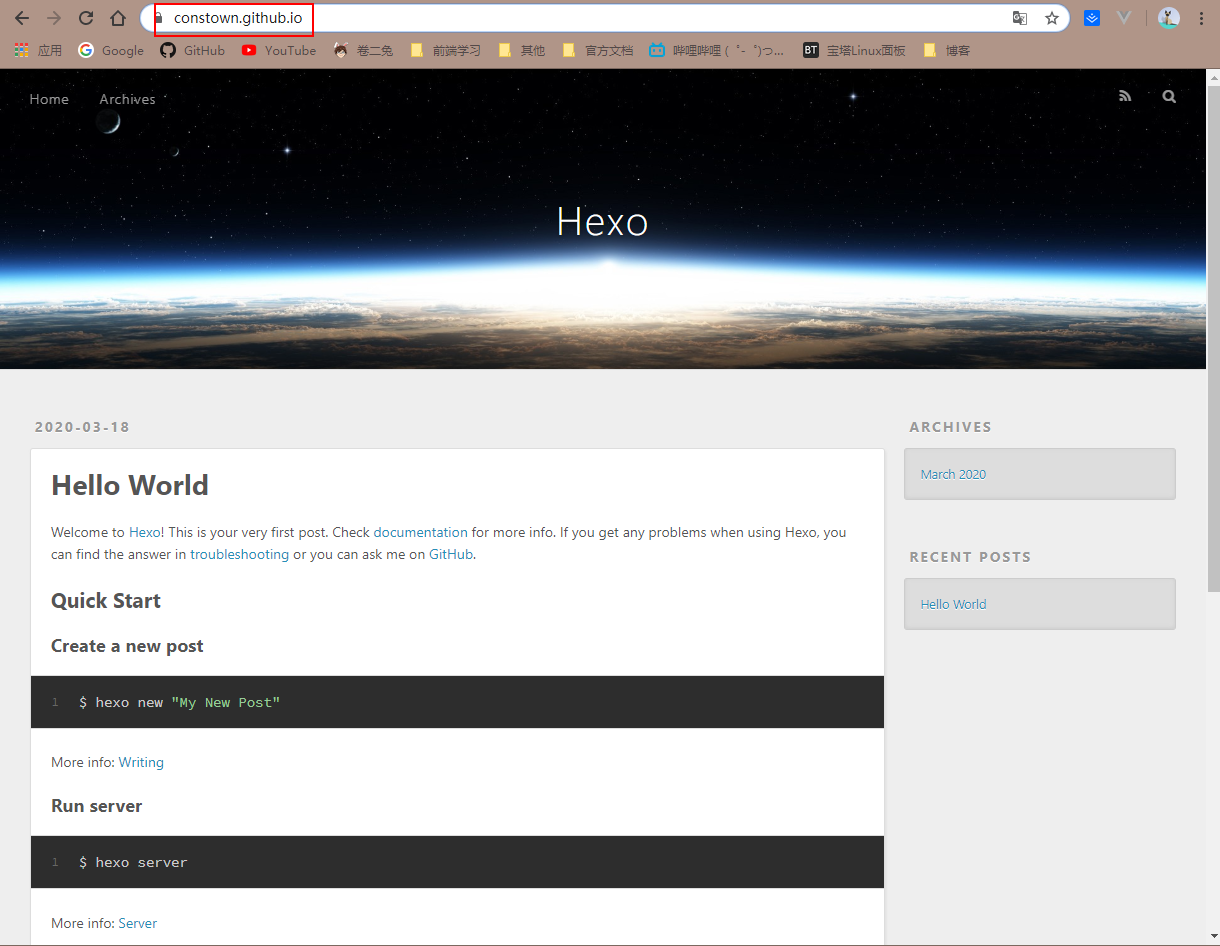 constown.github.io
应用 Google GitHub YouTube 卷二兔 前端学习 其他 官方文档 哔哩哔哩 ( ゜- ゜)つ... BT 宝塔Linux面板 博客
Home Archives
Hexo
2020-03-18
Hello World
Welcome to Hexo! This is your very first post. Check documentation for more info. If you get any problems when using Hexo, you
can find the answer in troubleshooting or you can ask me on GitHub.
Quick Start
Create a new post
1 $ hexo new "My New Post"
More info: Writing
Run server
1 $ hexo server
More info: Server
ARCHIVES
March 2020
RECENT POSTS
Hello World